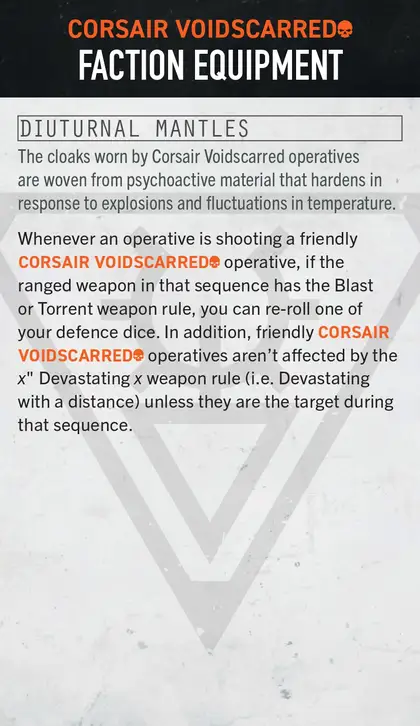 CORSAIR VOIDSCARRED
FACTION EQUIPMENT
DIUTURNAL MANTLES
The cloaks worn by Corsair Voidscarred operatives
are woven from psychoactive material that hardens in
response to explosions and fluctuations in temperature.
Whenever an operative is shooting a friendly
CORSAIR VOIDSCARRED operative, if the
ranged weapon in that sequence has the Blast
or Torrent weapon rule, you can re-roll one of
your defence dice. In addition, friendly CORSAIR
VOIDSCARRED operatives aren’t affected by the
x" Devastating x weapon rule (i.e. Devastating
with a distance) unless they are the target during
that sequence.